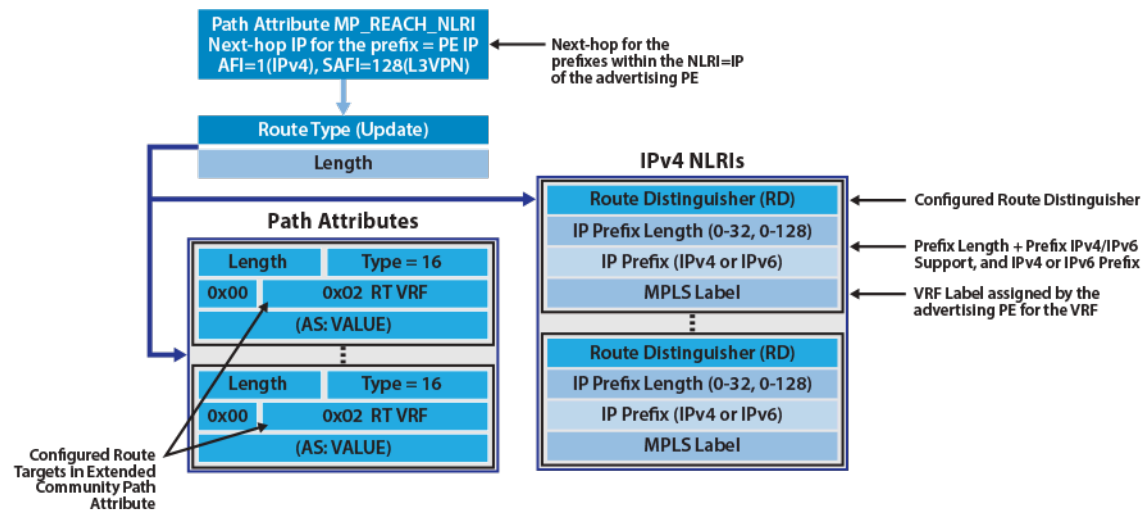 Path Attribute MP_REACH_NLRI
Next-hop IP for the prefix = PE IP
AFI=1(IPv4), SAFI=128(L3VPN)
Next-hop for the
prefixes within the NLRI=IP
of the advertising PE
Route Type (Update)
Length
IPv4 NLRIs
Route Distinguisher (RD)
IP Prefix Length (0-32, 0-128)
IP Prefix (IPv4 or IPv6)
MPLS Label
Configured Route Distinguisher
Prefix Length + Prefix IPv4/IPv6
Support, and IPv4 or IPv6 Prefix
VRF Label assigned by the
advertising PE for the VRF
Route Distinguisher (RD)
IP Prefix Length (0-32, 0-128)
IP Prefix (IPv4 or IPv6)
MPLS Label
Path Attributes
Length Type = 16
0x00 0x02 RT VRF
(AS: VALUE)
Length Type = 16
0x00 0x02 RT VRF
(AS: VALUE)
Configured Route
Targets in Extended
Community Path
Attribute